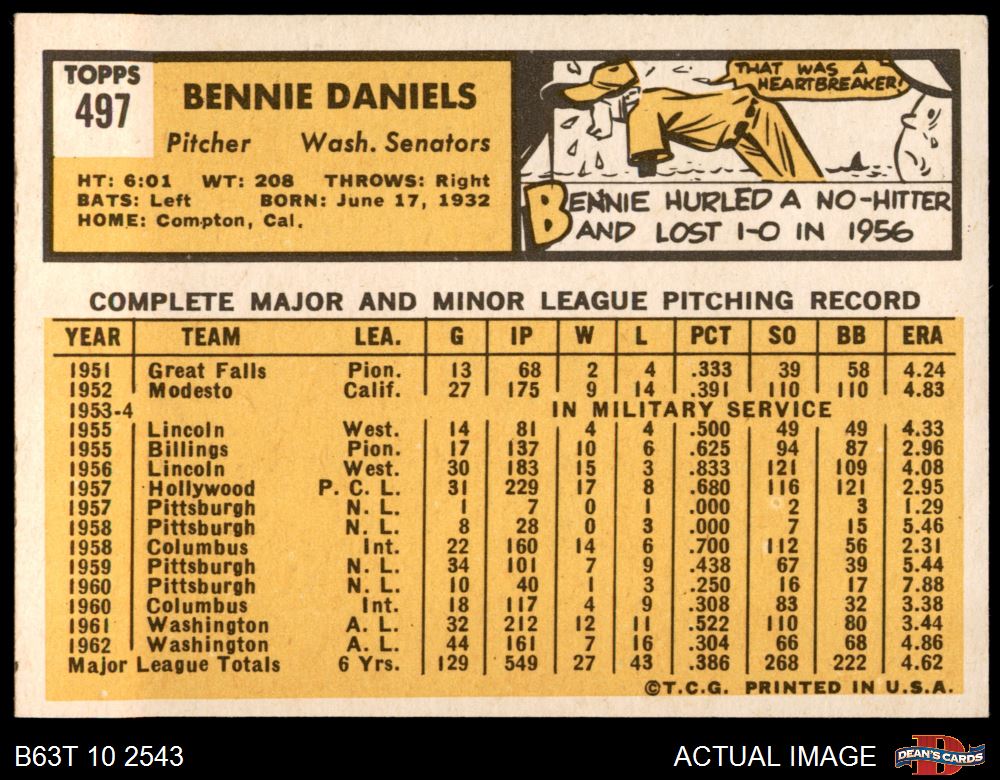 TOPPS
497
BENNIE DANIELS
Pitcher Wash. Senators
HT: 6:01 WT: 208 THROWS: Right
BATS: Left BORN: June 17, 1932
HOME: Compton, Cal.
THAT WAS A
HEARTBREAKER!
BENNIE HURLED A NO-HITTER
AND LOST 1-0 IN 1956
COMPLETE MAJOR AND MINOR LEAGUE PITCHING RECORD
YEAR TEAM LEA. G IP W L PCT SO BB ERA
1951 Great Falls Pion. 13 68 2 4 .333 39 58 4.24
1952 Modesto Calif. 27 175 9 14 .391 110 110 4.83
1953-4 IN MILITARY SERVICE
1955 Lincoln West. 14 81 4 4 .500 49 49 4.33
1955 Billings Pion. 17 137 10 6 .625 94 87 2.96
1956 Lincoln West. 30 183 15 3 .833 121 109 4.08
1957 Hollywood P. C. L. 31 229 17 8 .680 116 121 2.95
1957 Pittsburgh N. L. 1 7 0 1 .000 2 3 1.29
1958 Pittsburgh N. L. 8 28 0 3 .000 7 15 5.46
1958 Columbus Int. 22 160 14 6 .700 112 56 2.31
1959 Pittsburgh N. L. 34 101 7 9 .438 67 39 5.44
1960 Pittsburgh N. L. 10 40 1 3 .250 16 17 7.88
1960 Columbus Int. 18 117 4 9 .308 83 32 3.38
1961 Washington A. L. 32 212 12 11 .522 110 80 3.44
1962 Washington A. L. 44 161 7 16 .304 66 68 4.86
Major League Totals 6 Yrs. 129 549 27 43 .386 268 222 4.62
©T.C.G. PRINTED IN U.S.A.
B63T 10 2543 ACTUAL IMAGE DEAN'S CARDS